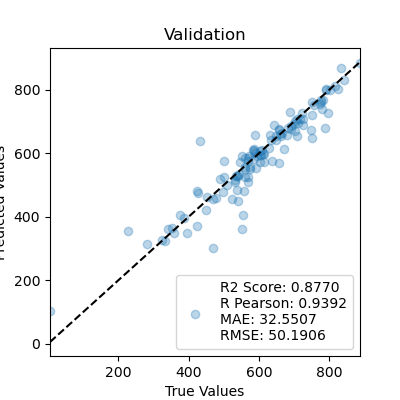 Validation
800
600
400
200
0
Values
R2 Score: 0.8770
R Pearson: 0.9392
MAE: 32.5507
RMSE: 50.1906
200 400 600 800
True Values